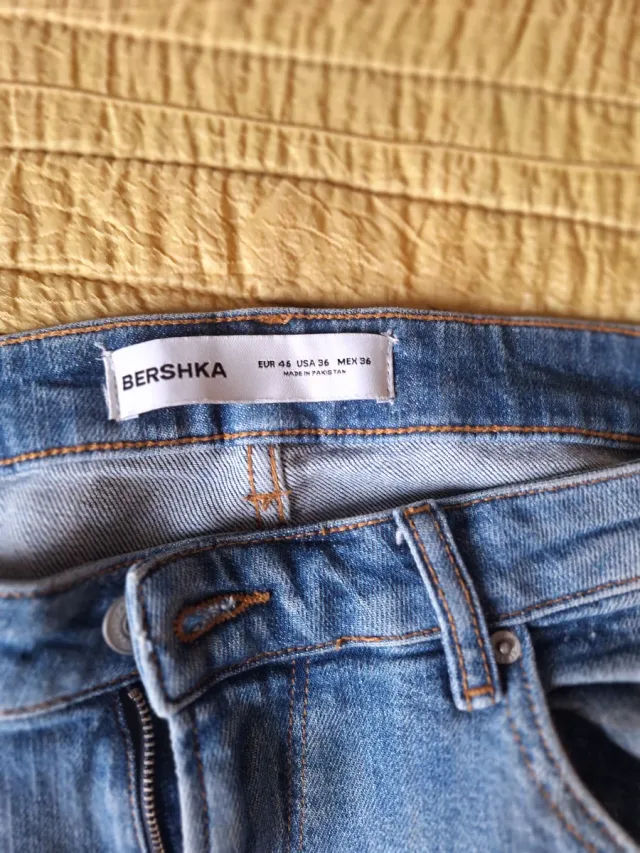 BERSHKA
EUR 46 USA 36 MEX 36
MADE IN PAKISTAN